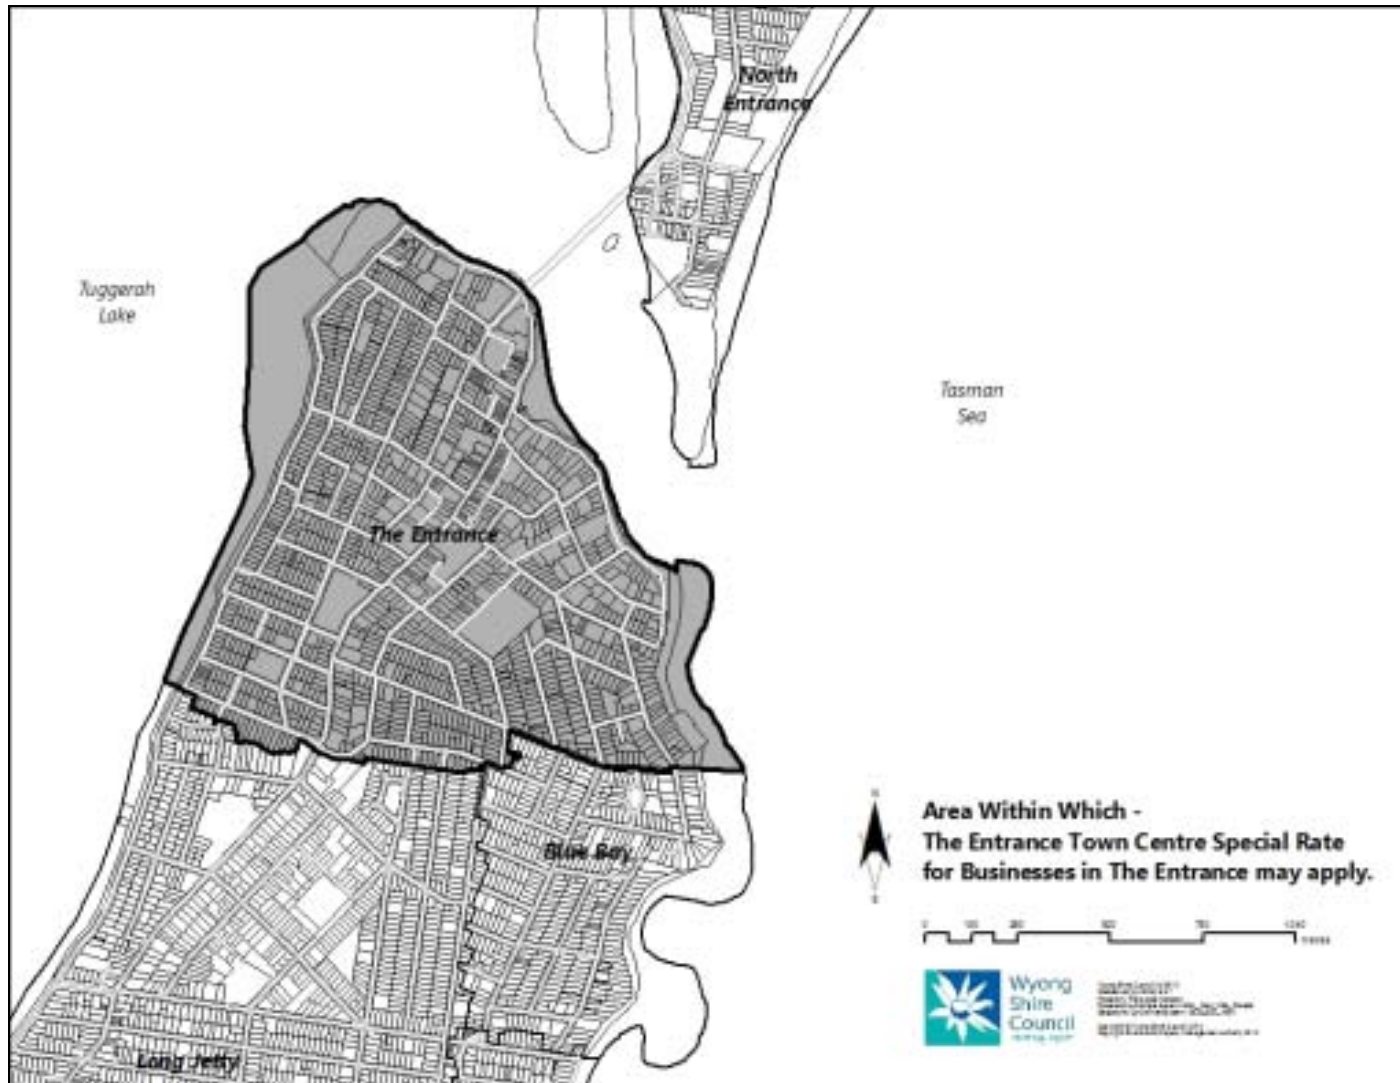 North
Entrance
Tuggerah
Lake
Tasman
Sea
The Entrance
Area Within Which -
The Entrance Town Centre Special Rate
for Businesses in The Entrance may apply.
Blue Bay
0
Wyong
Shire
Council
Long Jetty